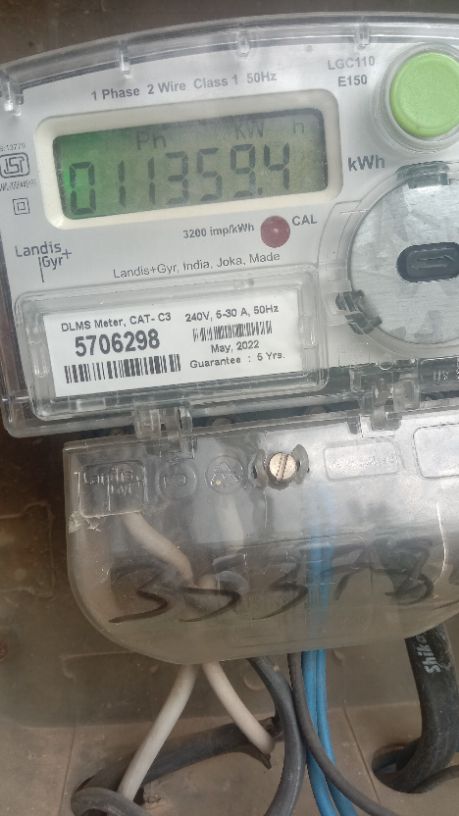 LGC110
E150
1 Phase 2 Wire Class 1 50Hz
Ph KW h
011359.4
kWh
3200 imp/kWh
CAL
Landis
Gyr+
Landis+Gyr, India, Joka, Made
DLMS Meter, CAT- C3
240V, 5-30 A, 50Hz
5706298
May, 2022
Guarantee : 5 Yrs.
Landis
Gyr